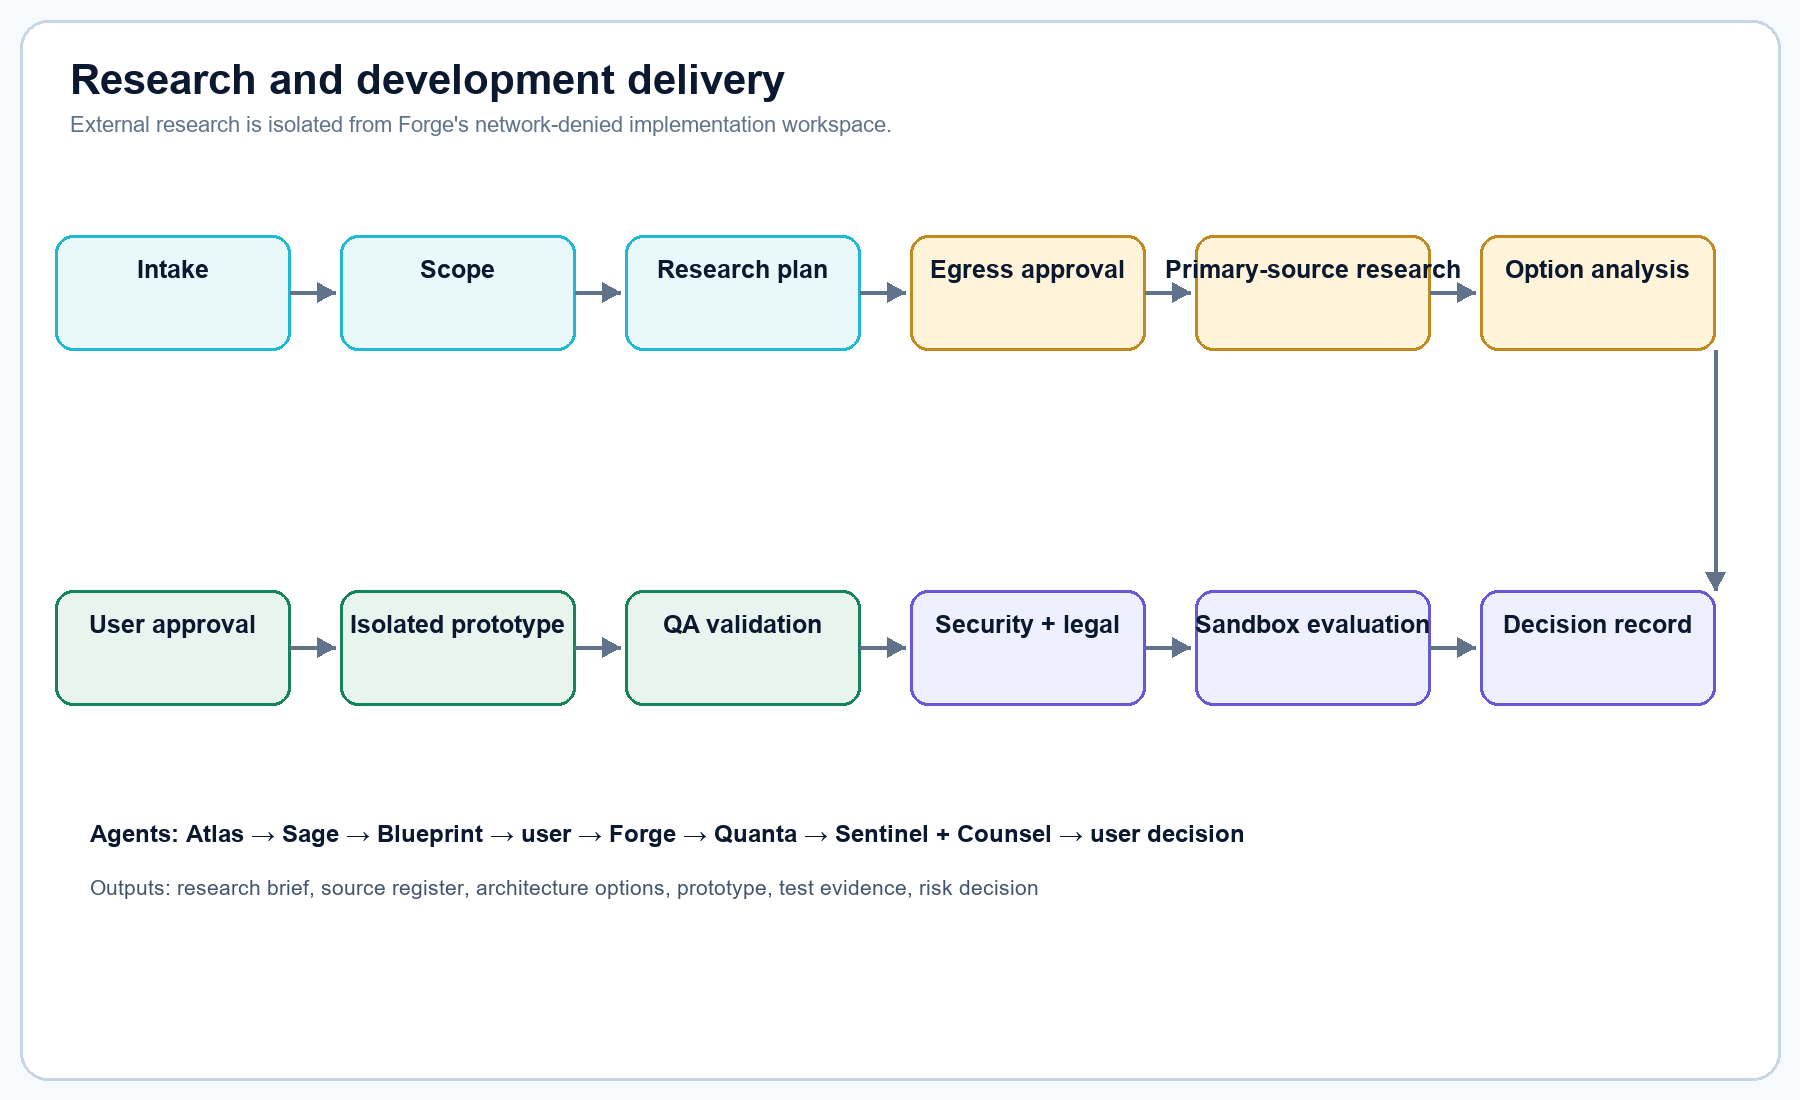 Research and development delivery
External research is isolated from Forge's network-denied implementation workspace.
Intake
Scope
Research plan
Egress approval
Primary-source research
Option analysis
User approval
Isolated prototype
QA validation
Security + legal
Sandbox evaluation
Decision record
Agents: Atlas → Sage → Blueprint → user → Forge → Quanta → Sentinel + Counsel → user decision
Outputs: research brief, source register, architecture options, prototype, test evidence, risk decision